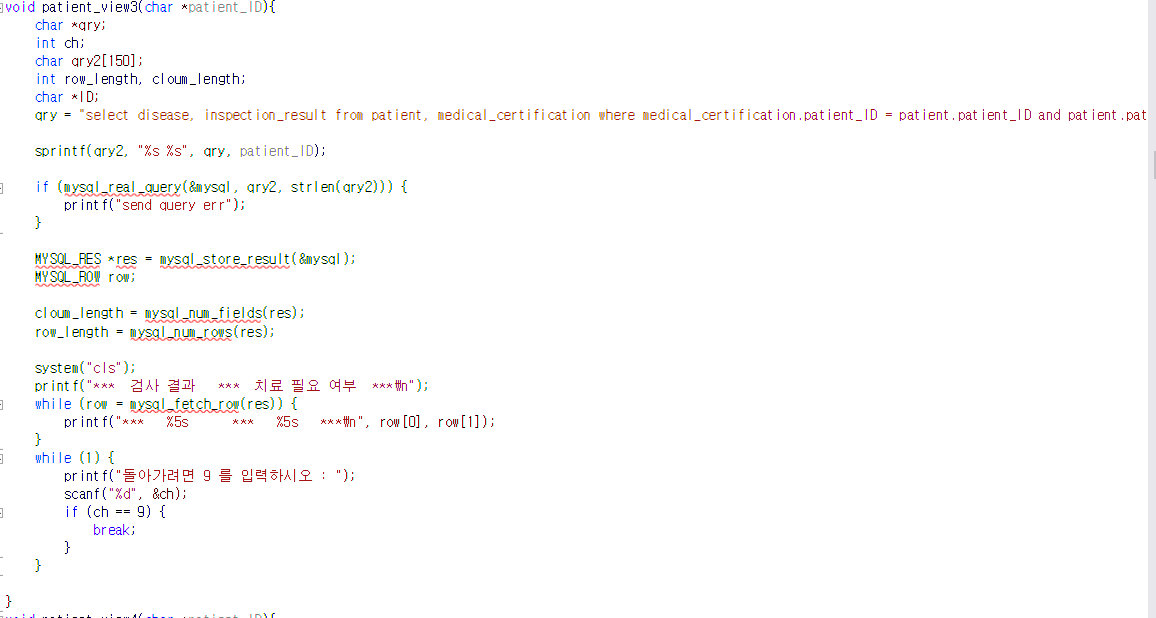 void patient_view3(char *patient_ID){
char *qry;
int ch;
char qry2[150];
int row_length, cloum_length;
char *ID;
qry = "select disease, inspection_result from patient, medical_certification where medical_certification.patient_ID = patient.patient_ID and patient.pat
sprintf(qry2, "%s %s", qry, patient_ID);
if (mysql_real_query(&mysql, qry2, strlen(qry2))) {
printf("send query err");
}
MYSQL_RES *res = mysql_store_result(&mysql);
MYSQL_ROW row;
cloum_length = mysql_num_fields(res);
row_length = mysql_num_rows(res);
system("cls");
printf("*** 검사 결과 *** 치료 필요 여부 ***₩n");
while (row = mysql_fetch_row(res)) {
printf("*** %5s *** %5s ***₩n", row[0], row[1]);
}
while (1) {
printf("돌아가려면 9 를 입력하시오 : ");
scanf("%d", &ch);
if (ch == 9) {
break;
}
}
}
void patient_view4(char *patient_ID){